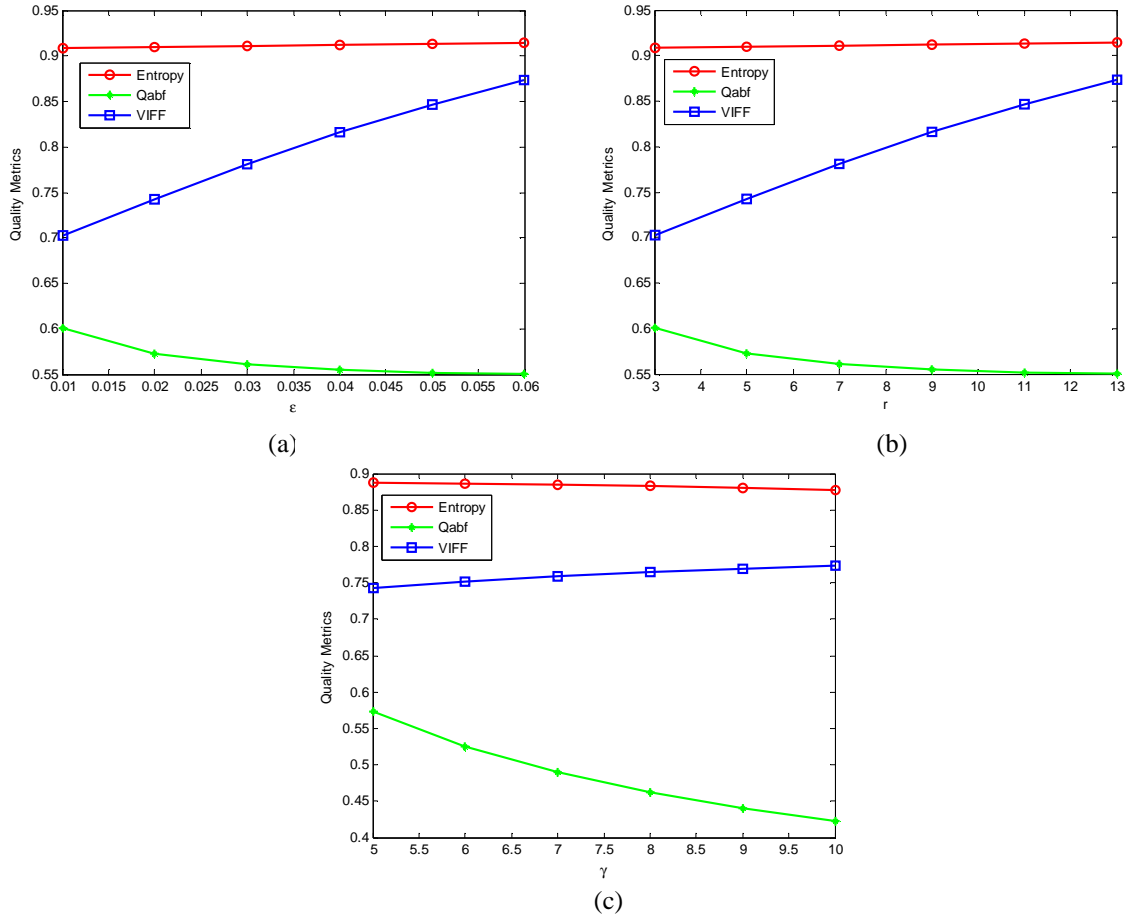 0.95
0.9
0.85
0.8
0.75
0.7
0.65
0.6
0.55
Quality Metrics
Entropy
Qabf
VIFF
0.01 0.015 0.02 0.025 0.03 0.035 0.04 0.045 0.05 0.055 0.06
ε
(a)
0.95
0.9
0.85
0.8
0.75
0.7
0.65
0.6
0.55
Quality Metrics
Entropy
Qabf
VIFF
3 4 5 6 7 8 9 10 11 12 13
r
(b)
0.9
0.85
0.8
0.75
0.7
0.65
0.6
0.55
0.5
0.45
0.4
Quality Metrics
Entropy
Qabf
VIFF
5 5.5 6 6.5 7 7.5 8 8.5 9 9.5 10
γ
(c)